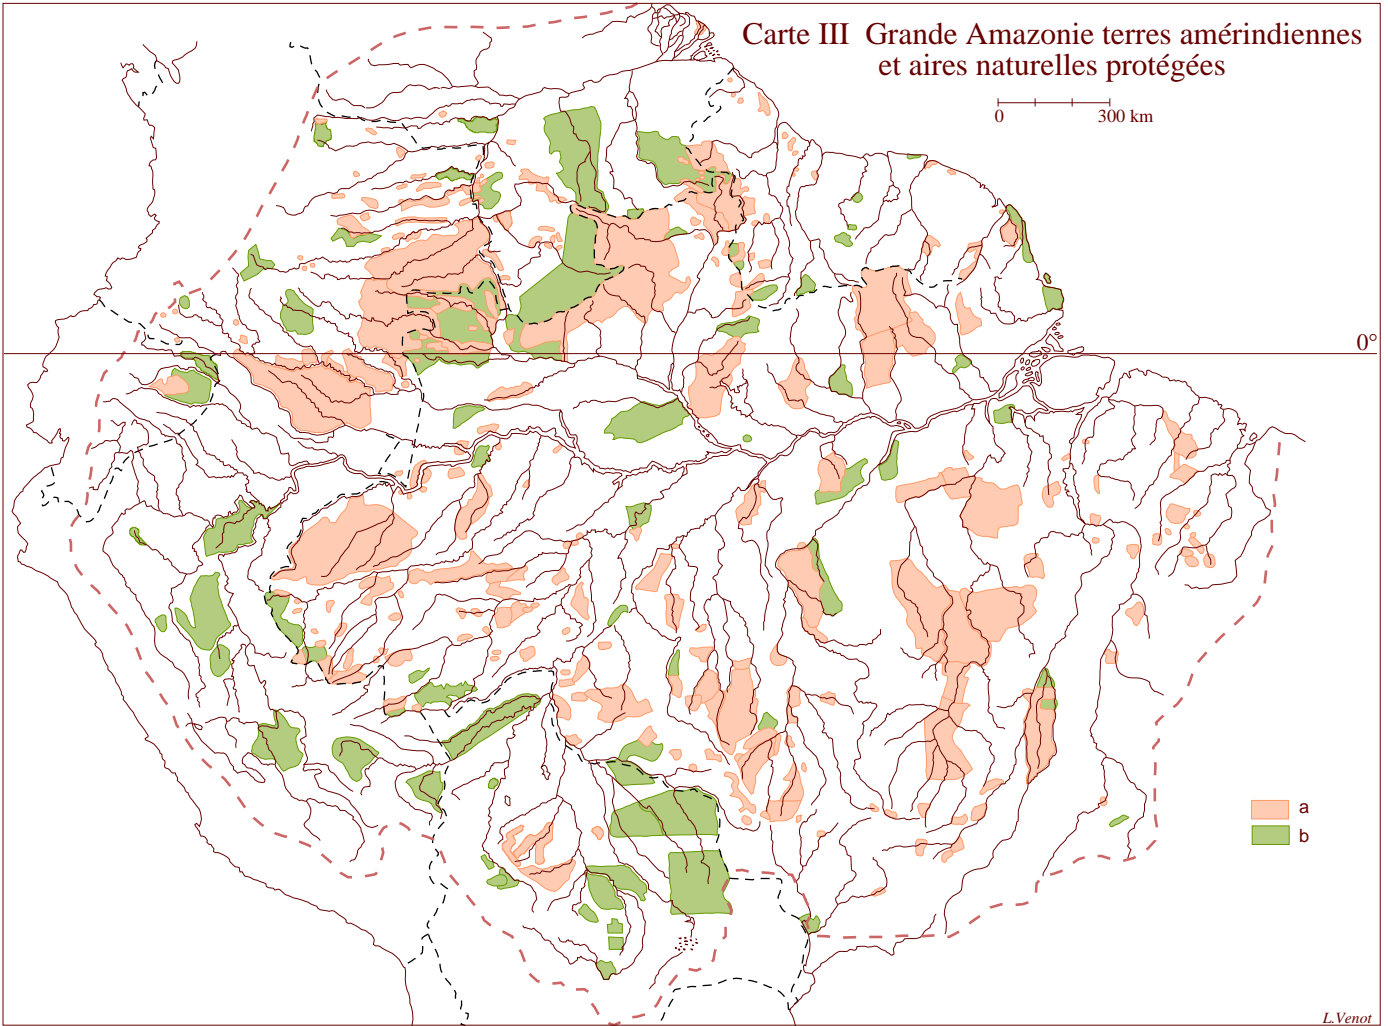 Carte III Grande Amazonie terres amérindiennes
et aires naturelles protégées
0 300 km
0°
a
b
L.Venot